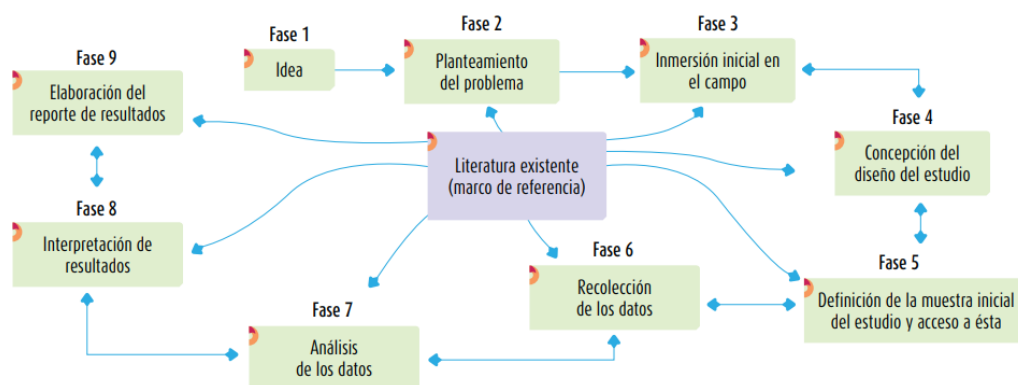 Fase 1
Idea
Fase 2
Planteamiento
del problema
Fase 3
Inmersión inicial en
el campo
Fase 4
Concepción del
diseño del estudio
Fase 5
Definición de la muestra inicial
del estudio y acceso a ésta
Fase 6
Recolección
de los datos
Fase 7
Análisis
de los datos
Fase 8
Interpretación de
resultados
Fase 9
Elaboración del
reporte de resultados
Literatura existente
(marco de referencia)